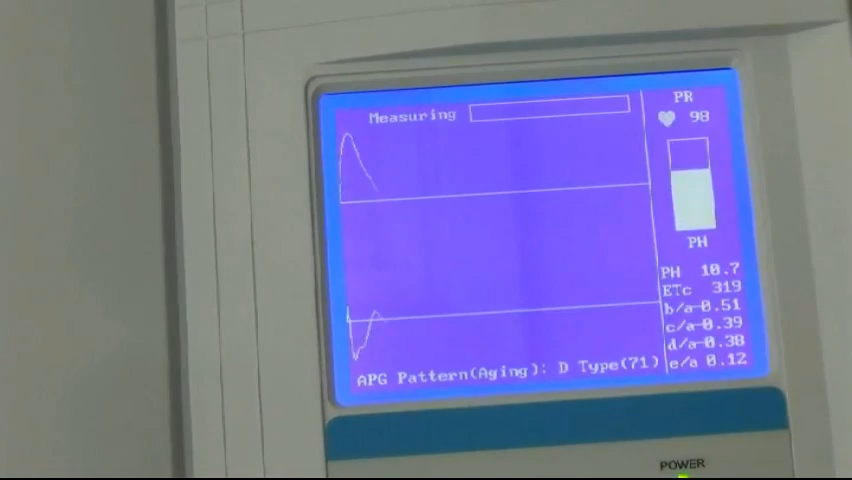 Measuring
PR
98
PH
PH 10.7
ETc 319
b/a-0.51
c/a-0.39
d/a-0.38
e/a 0.12
APG Pattern(Aging): D Type(71)
POWER